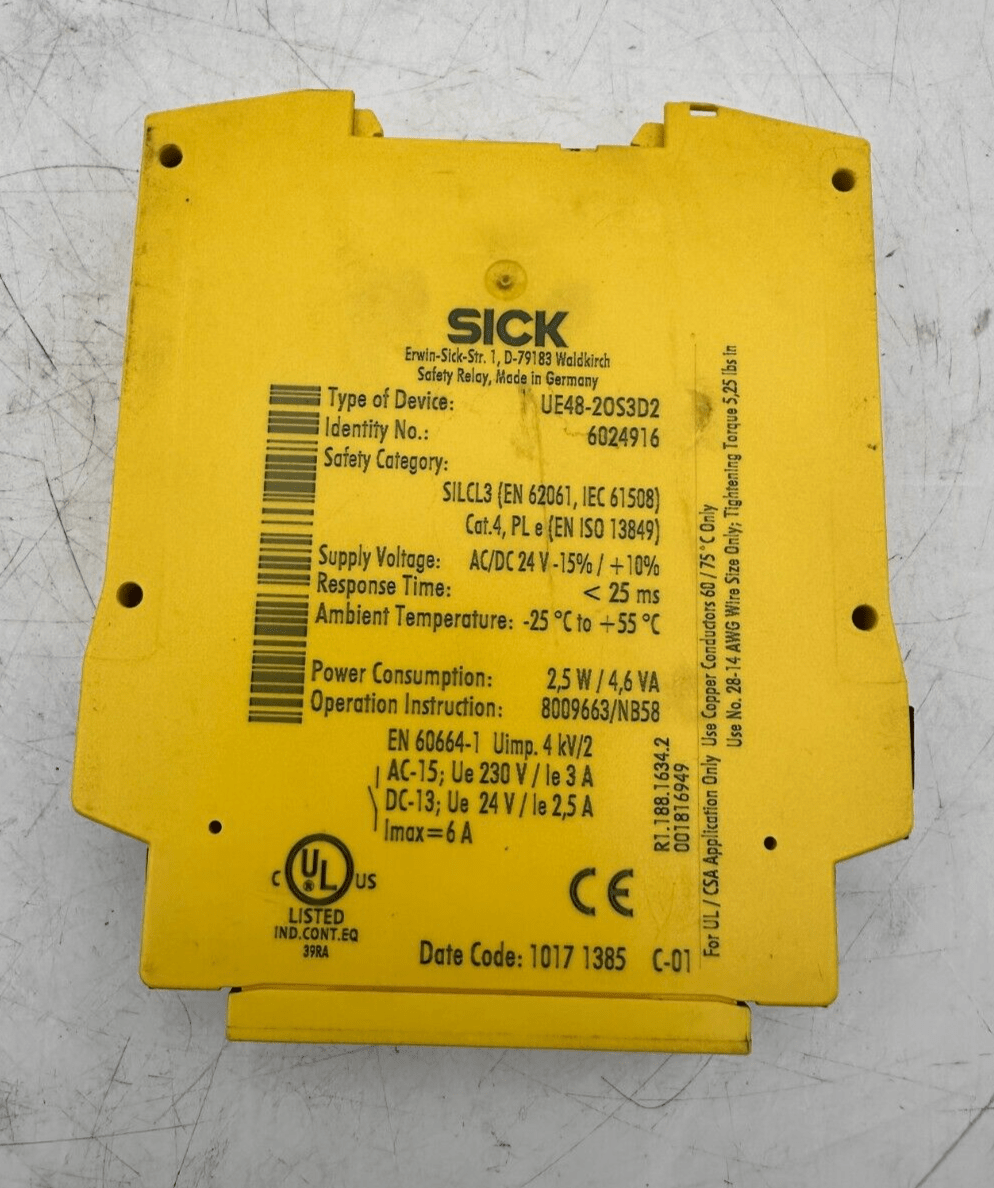 SICK
Erwin-Sick-Str. 1, D-79183 Waldkirch
Safety Relay, Made in Germany
Type of Device: UE48-2OS3D2
Identity No.: 6024916
Safety Category:
SILCL3 (EN 62061, IEC 61508)
Cat.4, PL e (EN ISO 13849)
Supply Voltage: AC/DC 24 V -15% / +10%
Response Time: < 25 ms
Ambient Temperature: -25 °C to +55 °C
Power Consumption: 2,5 W / 4,6 VA
Operation Instruction: 8009663/NB58
EN 60664-1 Uimp. 4 kV/2
AC-15; Ue 230 V / Ie 3 A
DC-13; Ue 24 V / Ie 2,5 A
Imax=6 A
R1.188.1634.2
001816949
For UL / CSA Application Only Use Copper Conductors 60 / 75 °C Only
Use No. 28-14 AWG Wire Size Only; Tightening Torque 5,25 lbs in
C UL ® US
LISTED
IND.CONT.EQ
39RA
CE
Date Code: 1017 1385 C-01